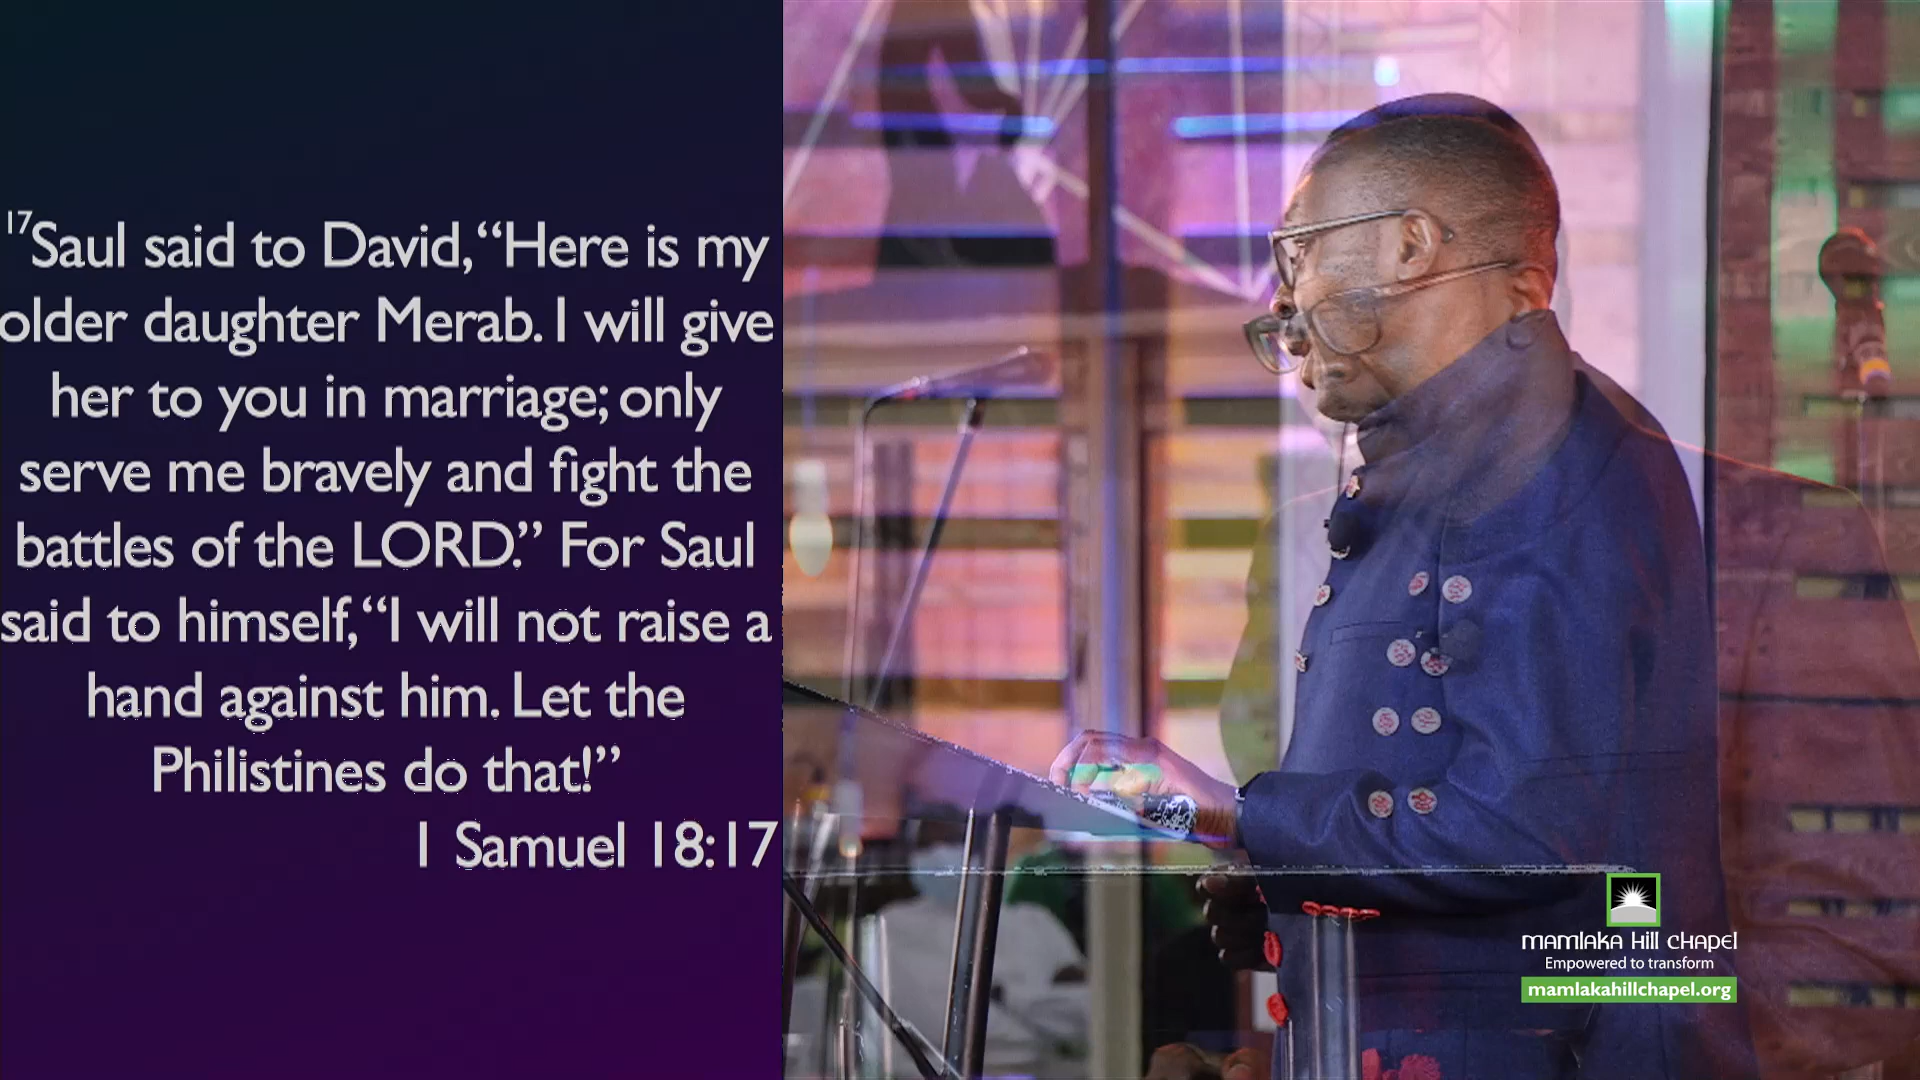 ¹⁷Saul said to David, “Here is my
older daughter Merab. I will give
her to you in marriage; only
serve me bravely and fight the
battles of the LORD.” For Saul
said to himself, “I will not raise a
hand against him. Let the
Philistines do that!”
1 Samuel 18:17
mamlaka hill chapel
Empowered to transform
mamlakahillchapel.org